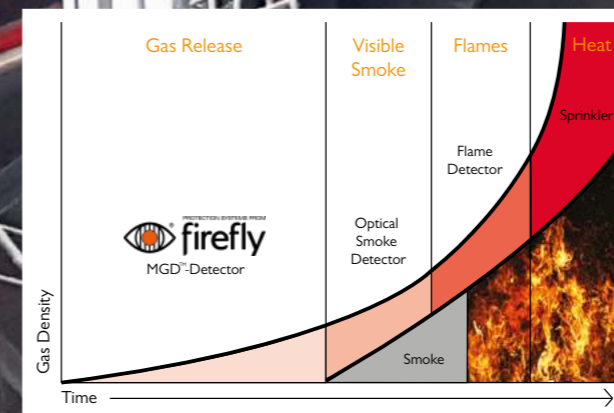 Gas Release
Visible
Smoke
Flames
Heat
Sprinkler
Flame
Detector
PROTECTION SYSTEMS FROM
firefly
MGD™-Detector
Optical
Smoke
Detector
Smoke
Gas Density
Time